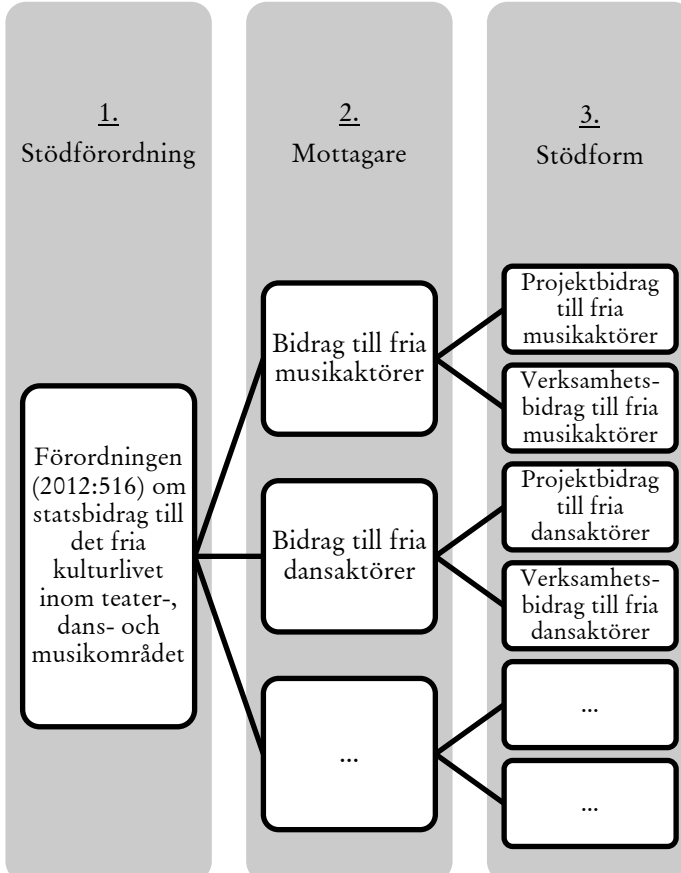 1.
Stödförordning
2.
Mottagare
3.
Stödform
Förordningen
(2012:516) om
statsbidrag till
det fria
kulturlivet
inom teater-,
dans- och
musikområdet
Bidrag till fria
musikaktörer
Bidrag till fria
dansaktörer
...
Projektbidrag
till fria
musikaktörer
Verksamhets-
bidrag till fria
musikaktörer
Projektbidrag
till fria
dansaktörer
Verksamhets-
bidrag till fria
dansaktörer
...
...